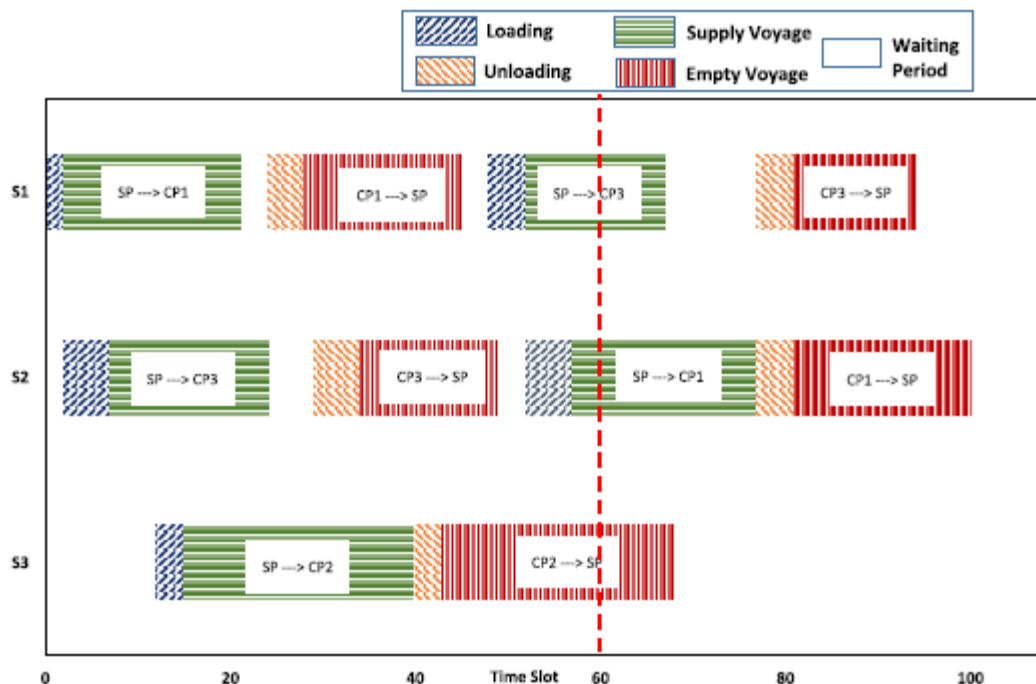 Loading
Supply Voyage
Waiting
Period
Unloading
Empty Voyage
S1
SP ---> CP1
CP1 ---> SP
SP ---> CP3
CP3 ---> SP
S2
SP ---> CP3
CP3 ---> SP
SP ---> CP1
CP1 ---> SP
S3
SP ---> CP2
CP2 ---> SP
0
20
40
Time Slot
60
80
100